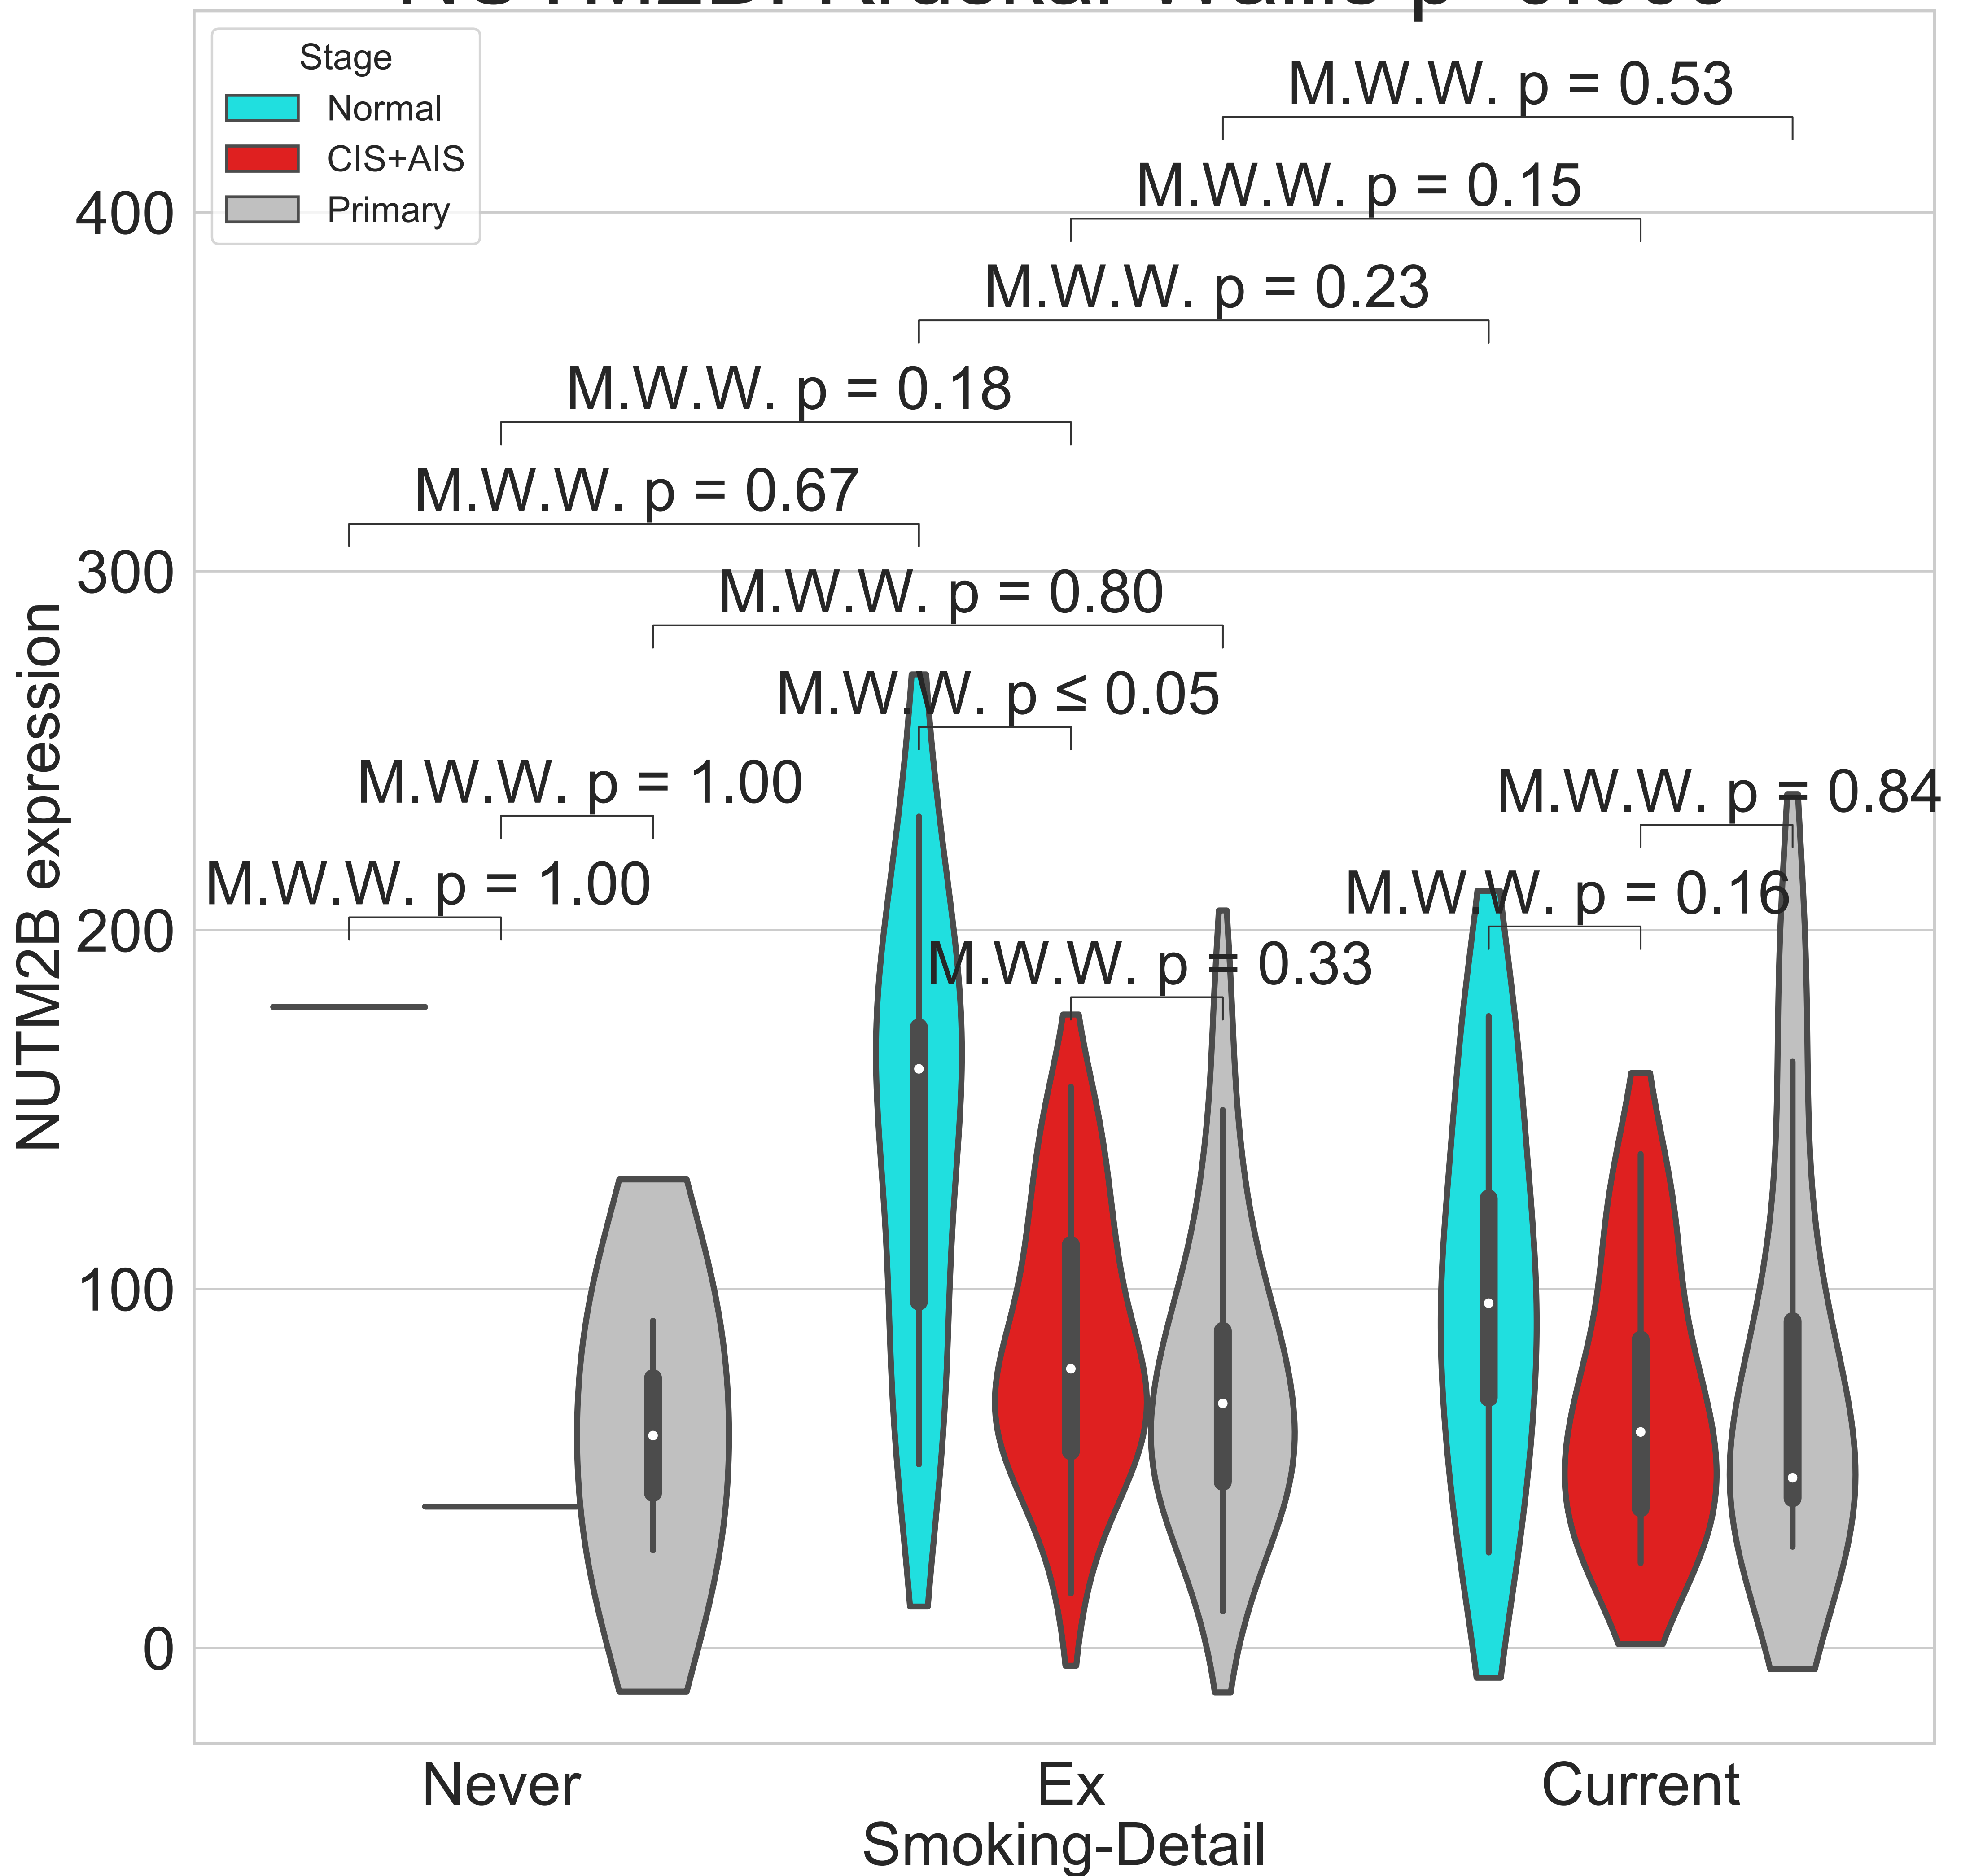 Stage
Normal
CIS+AIS
Primary
M.W.W. p = 0.53
M.W.W. p = 0.15
M.W.W. p = 0.23
M.W.W. p = 0.18
M.W.W. p = 0.67
M.W.W. p = 0.80
M.W.W. p ≤ 0.05
M.W.W. p = 1.00
M.W.W. p = 0.84
M.W.W. p = 1.00
M.W.W. p = 0.16
M.W.W. p = 0.33
400
300
200
100
0
NUTM2B expression
Never
Ex
Current
Smoking-Detail